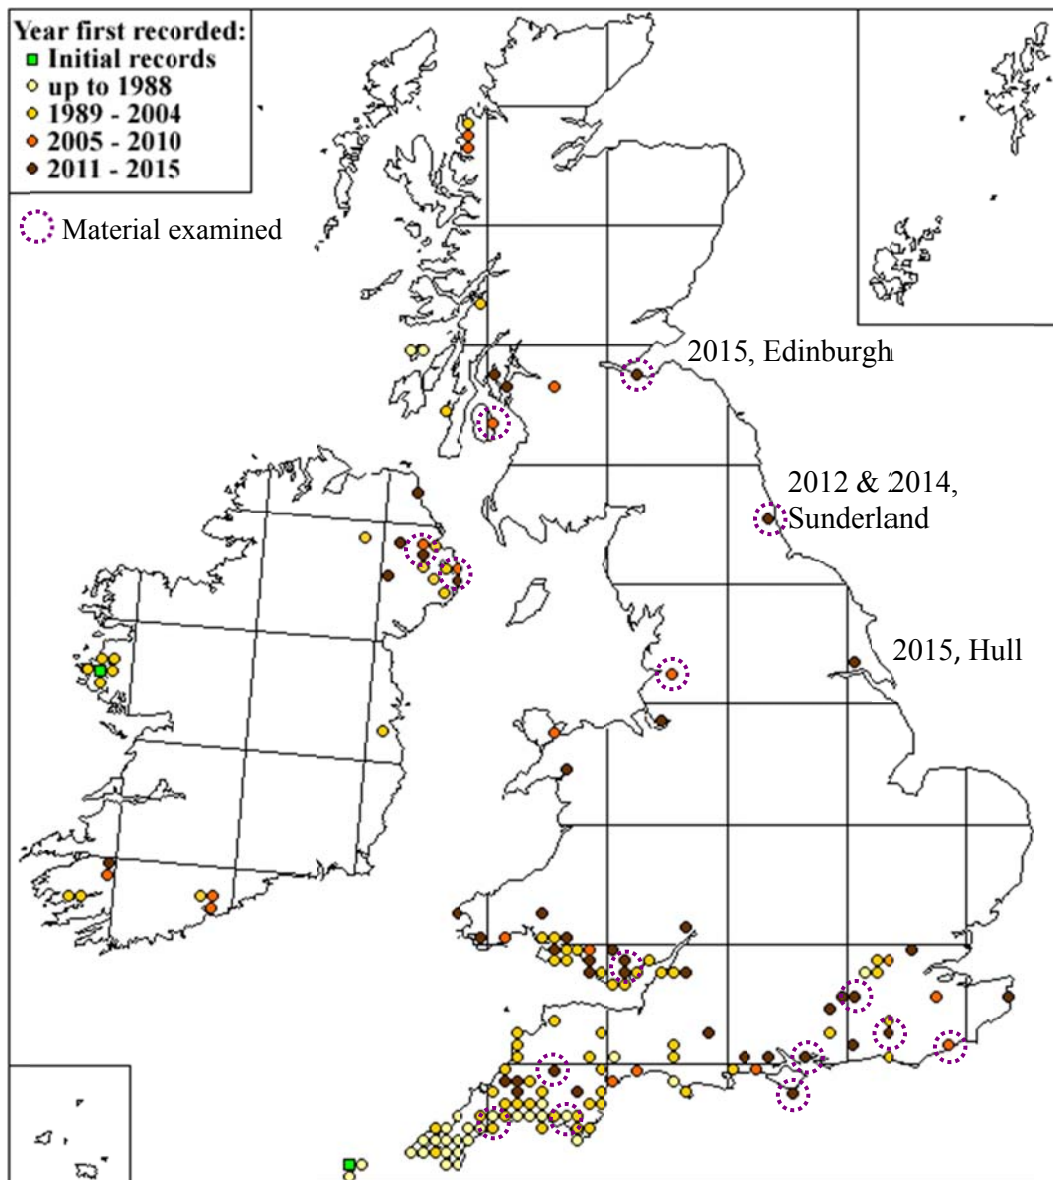 Year first recorded:
Initial records
up to 1988
1989 - 2004
2005 - 2010
2011 - 2015
Material examined
2015, Edinburgh
2012 & 2014,
Sunderland
2015, Hull